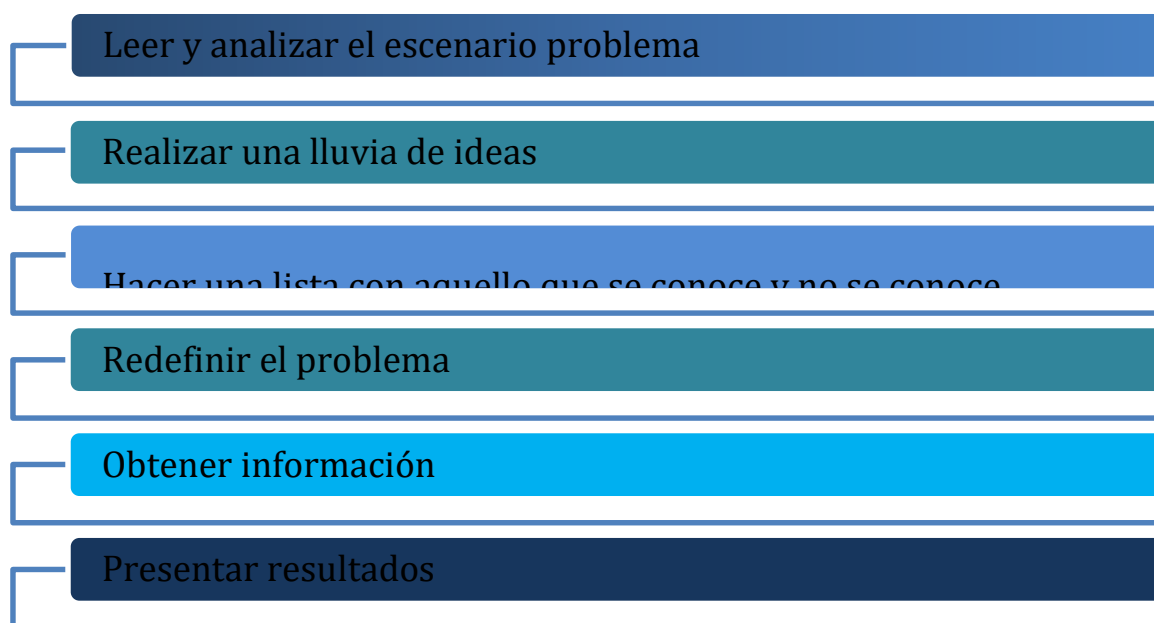 Leer y analizar el escenario problema
Realizar una lluvia de ideas
Hacer una lista con aquello que se conoce y no se conoce
Redefinir el problema
Obtener información
Presentar resultados